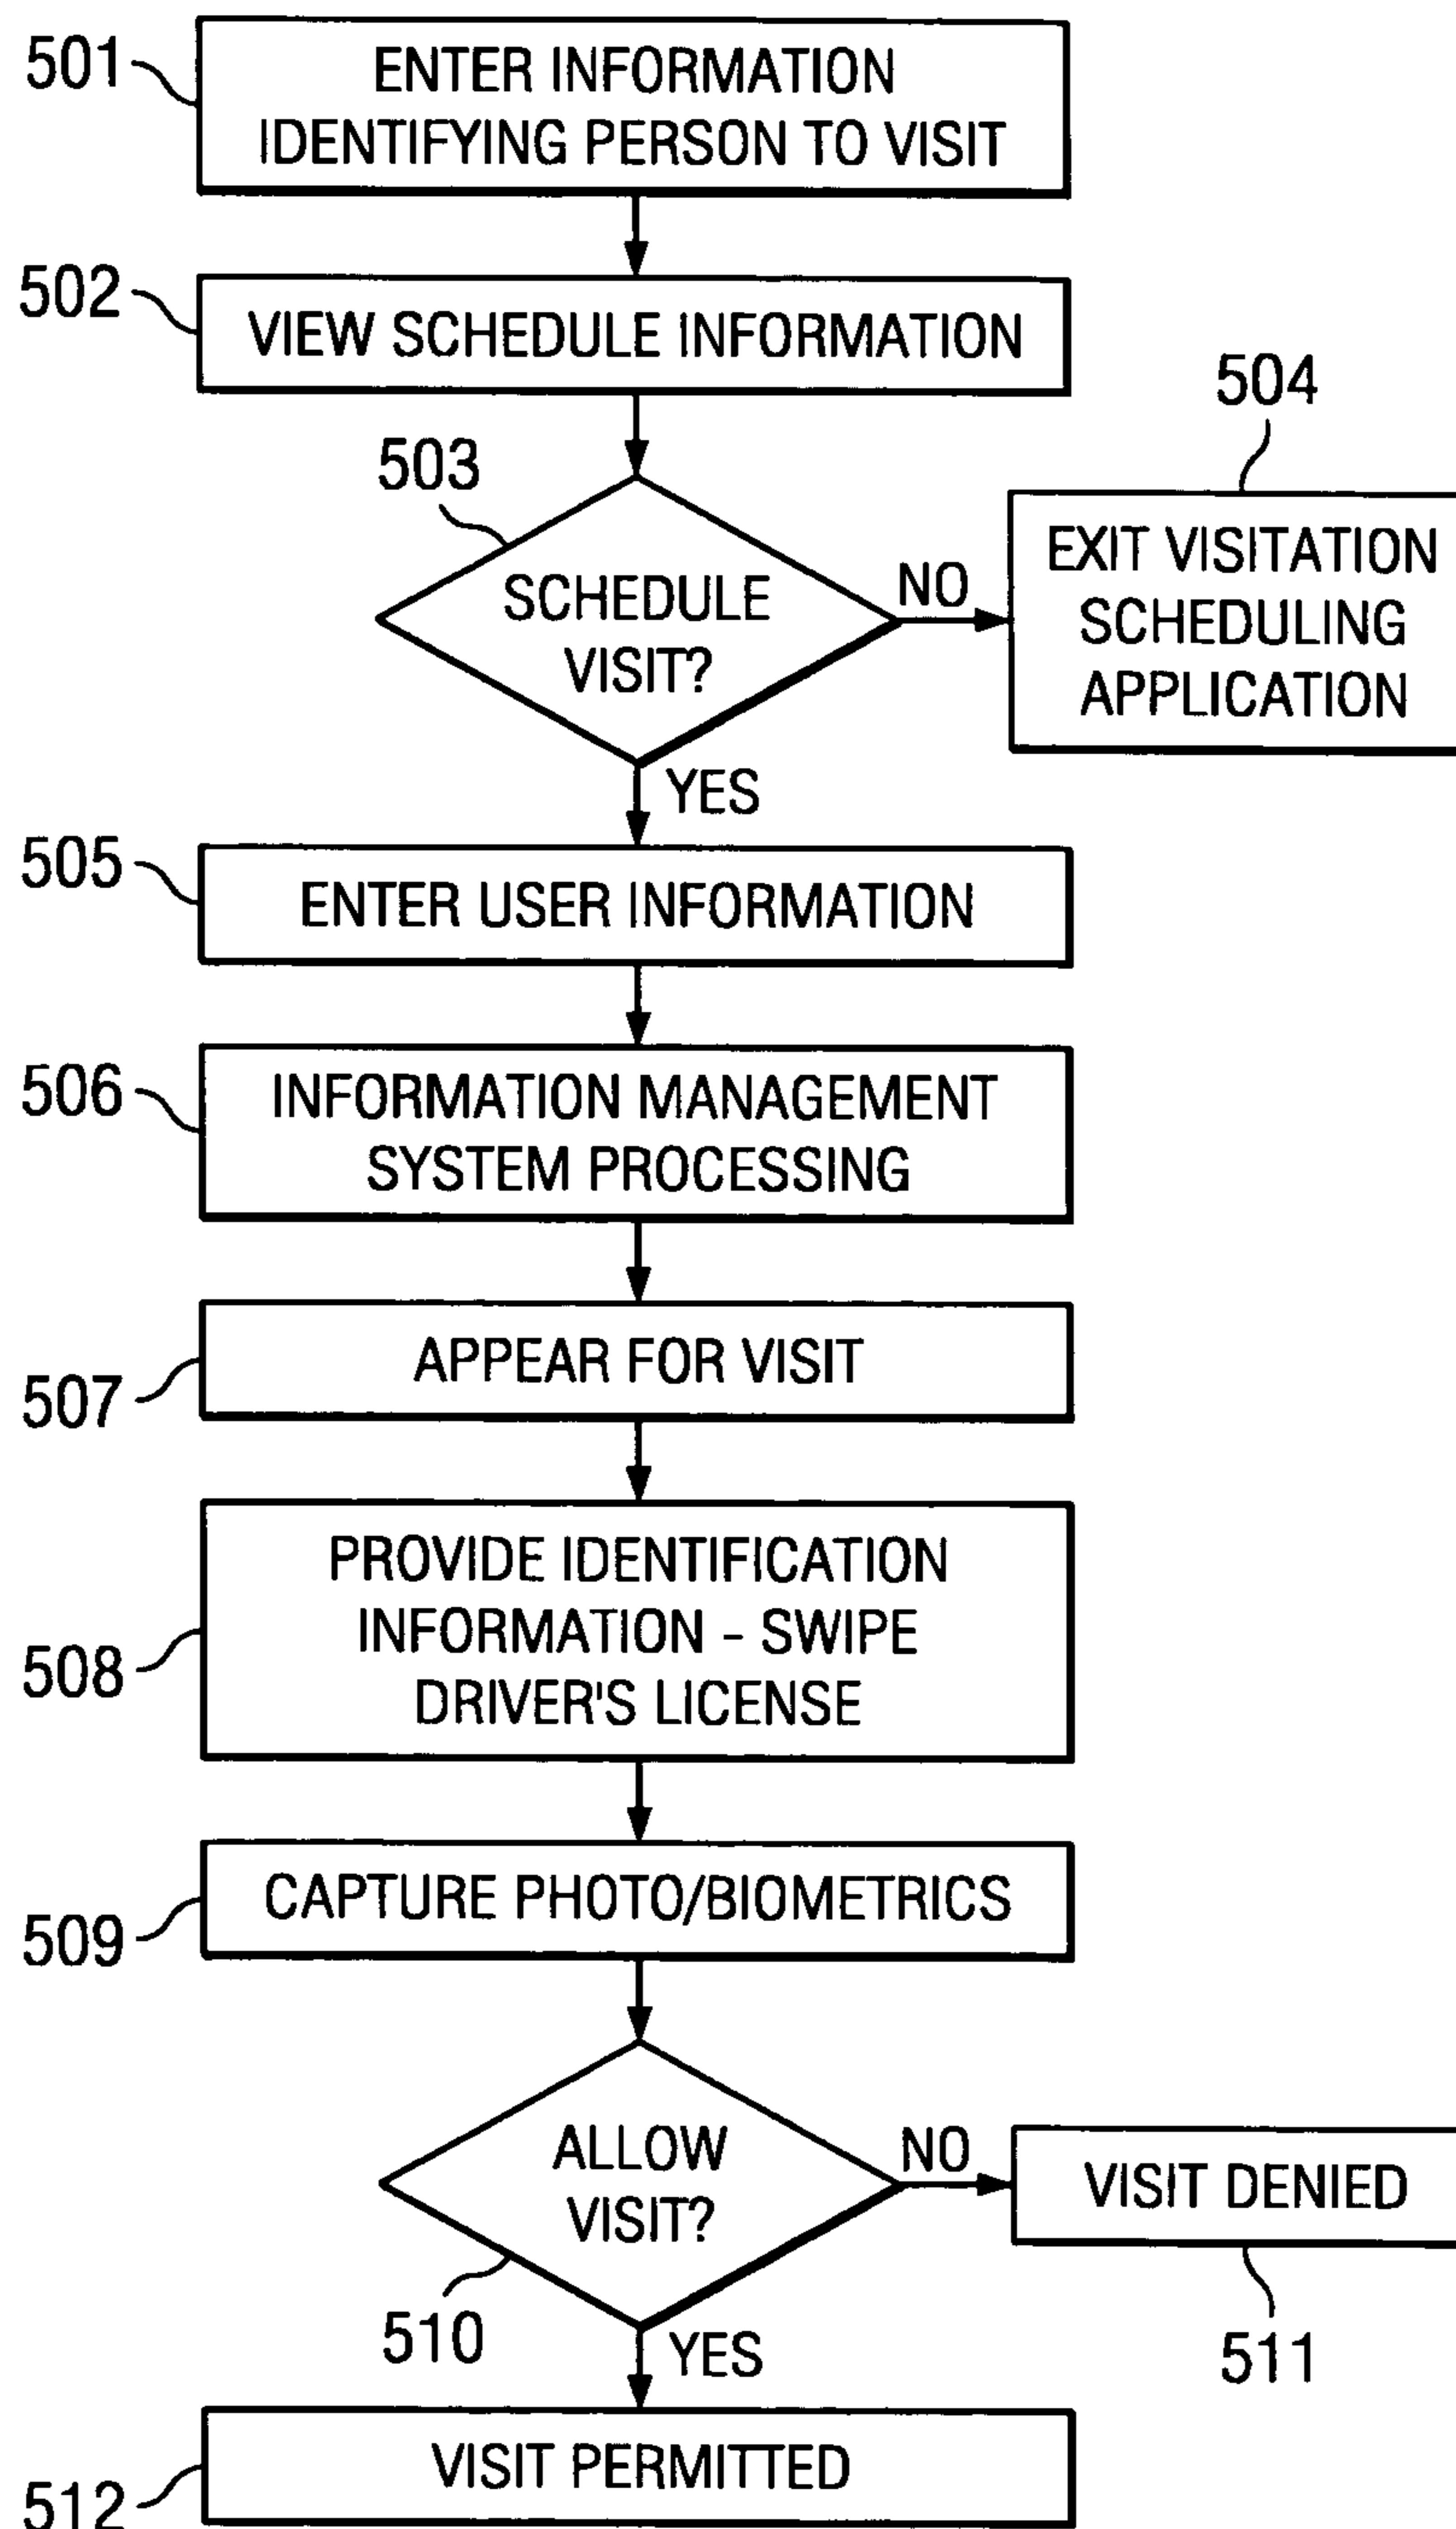 501
ENTER INFORMATION
IDENTIFYING PERSON TO VISIT
502
VIEW SCHEDULE INFORMATION
503
SCHEDULE
VISIT?
NO
504
EXIT VISITATION
SCHEDULING
APPLICATION
YES
505
ENTER USER INFORMATION
506
INFORMATION MANAGEMENT
SYSTEM PROCESSING
507
APPEAR FOR VISIT
508
PROVIDE IDENTIFICATION
INFORMATION - SWIPE
DRIVER'S LICENSE
509
CAPTURE PHOTO/BIOMETRICS
510
ALLOW
VISIT?
NO
VISIT DENIED
511
YES
512
VISIT PERMITTED